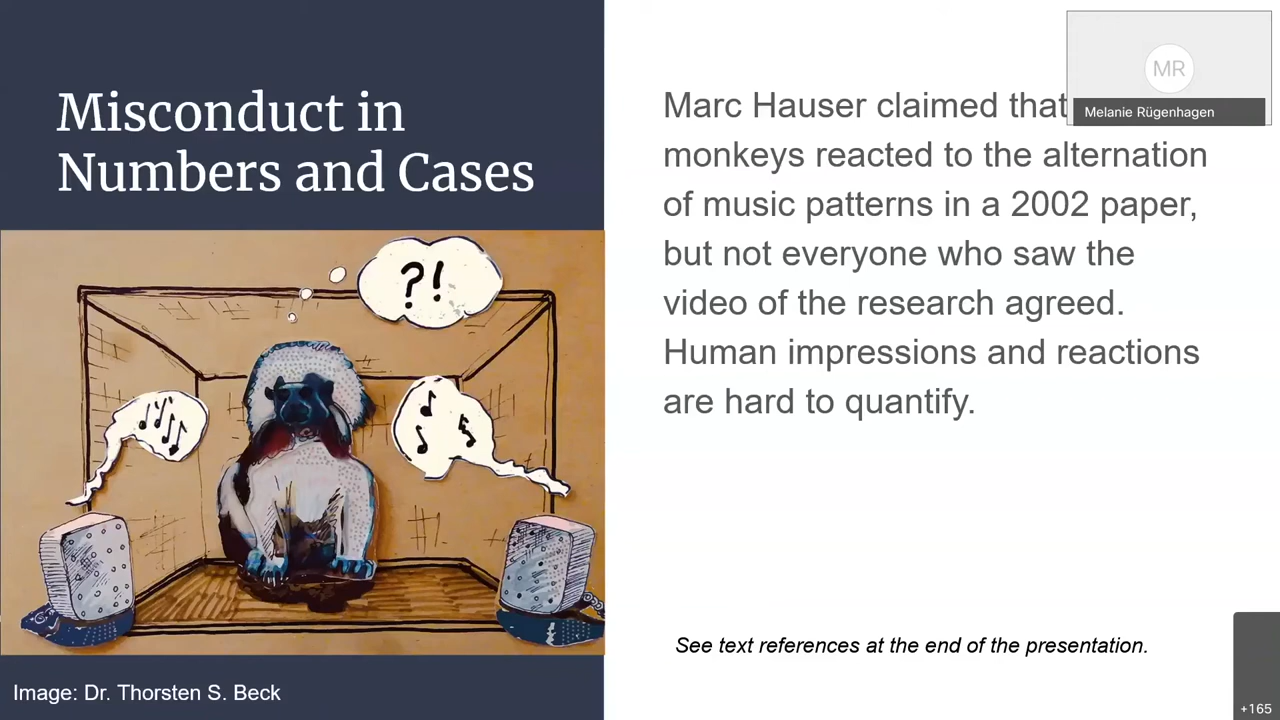 Misconduct in
Numbers and Cases
?!
Image: Dr. Thorsten S. Beck
Marc Hauser claimed that
monkeys reacted to the alternation
of music patterns in a 2002 paper,
but not everyone who saw the
video of the research agreed.
Human impressions and reactions
are hard to quantify.
See text references at the end of the presentation.
MR
Melanie Rügenhagen
+165